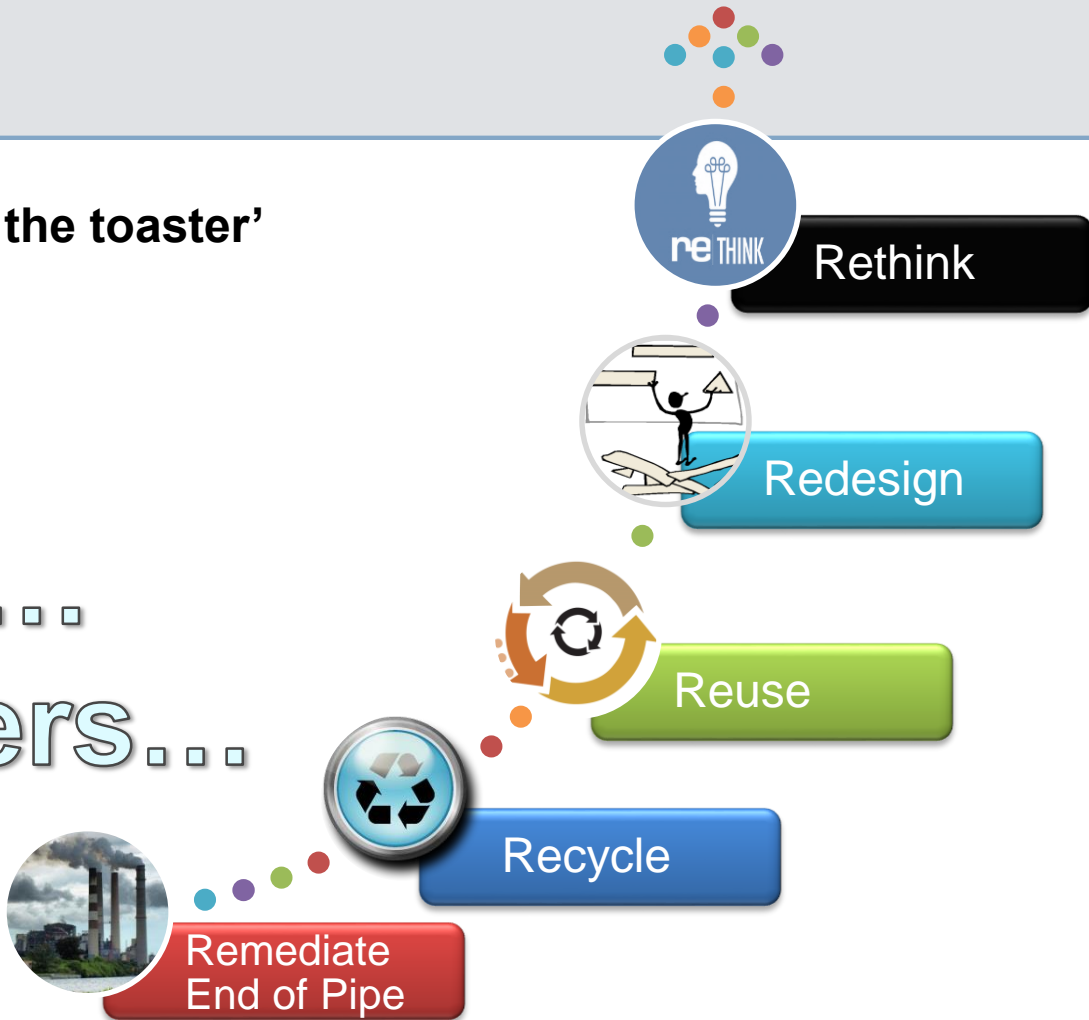 the toaster’
re THINK
Rethink
Redesign
...
Reuse
ers...
Recycle
Remediate
End of Pipe